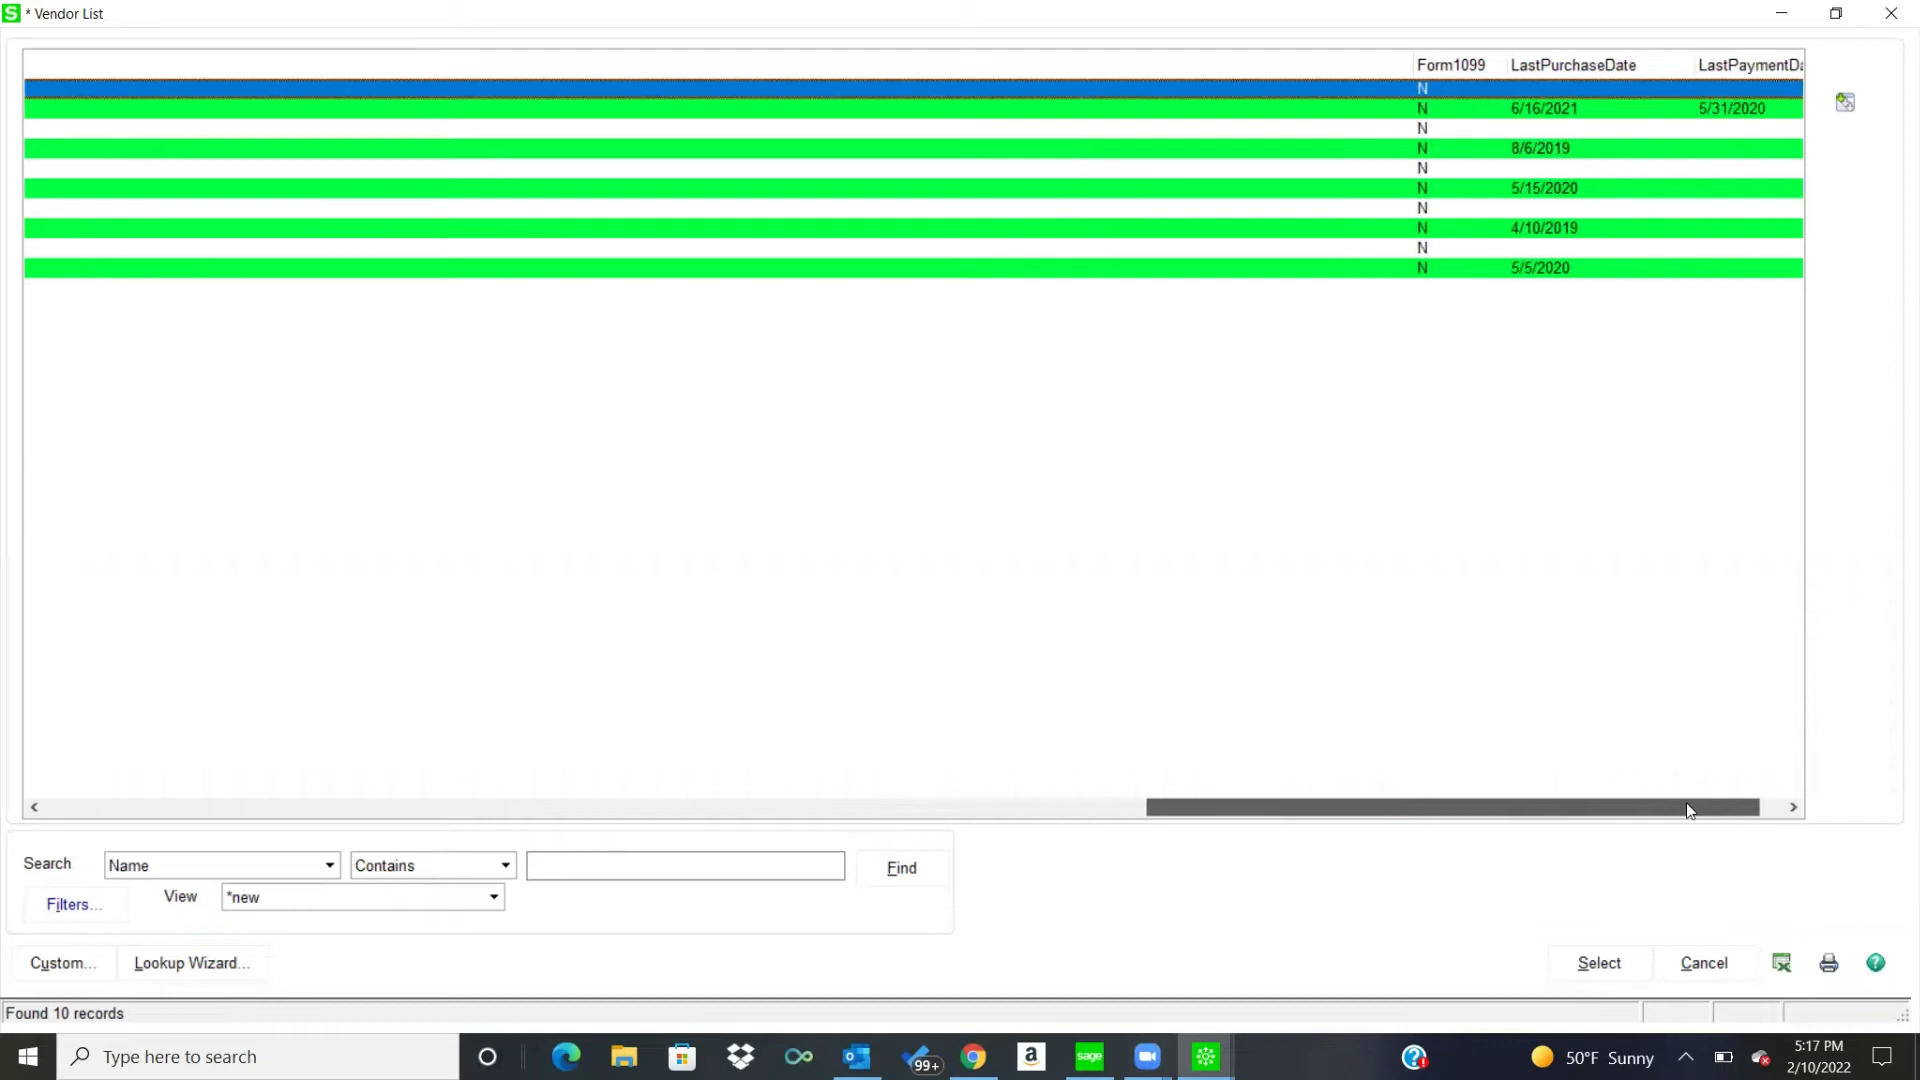 * Vendor List
Form1099 LastPurchaseDate LastPaymentDa
N
N 6/16/2021 5/31/2020
N
N 8/6/2019
N
N 5/15/2020
N
N 4/10/2019
N
N 5/5/2020
Search Name Contains Find
Filters... View *new
Custom... Lookup Wizard... Select Cancel
Found 10 records
Type here to search 99+ a sage 50°F Sunny 5:17 PM
2/10/2022